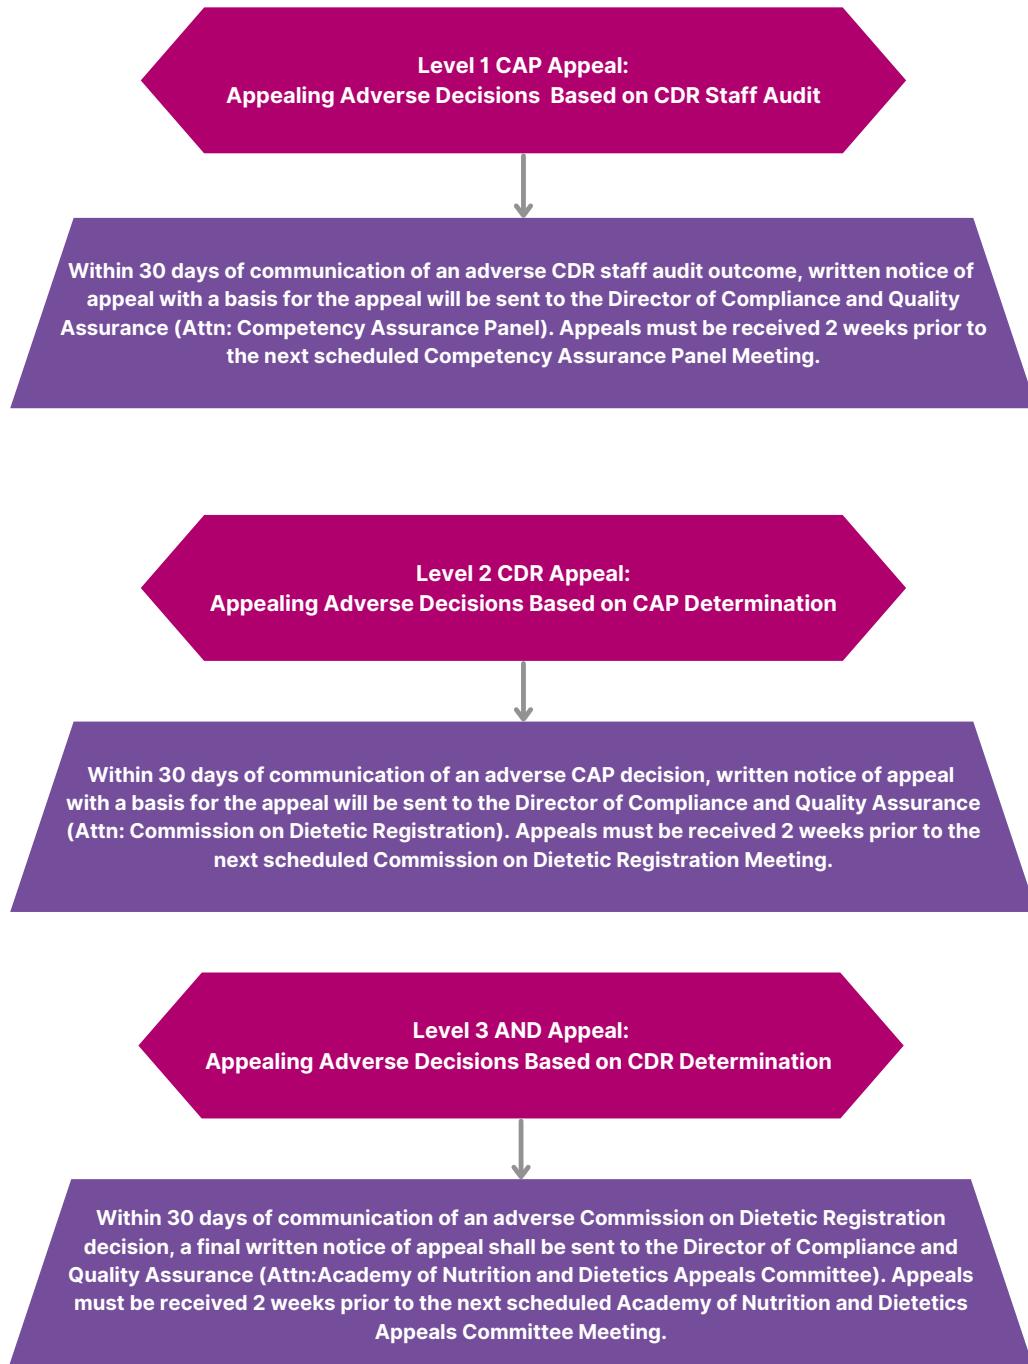 Level 1 CAP Appeal:
Appealing Adverse Decisions  Based on CDR Staff Audit
Within 30 days of communication of an adverse CDR staff audit outcome, written notice of
appeal with a basis for the appeal will be sent to the Director of Compliance and Quality
Assurance (Attn: Competency Assurance Panel). Appeals must be received 2 weeks prior to
the next scheduled Competency Assurance Panel Meeting.
Level 2 CDR Appeal:
Appealing Adverse Decisions Based on CAP Determination
Within 30 days of communication of an adverse CAP decision, written notice of appeal
with a basis for the appeal will be sent to the Director of Compliance and Quality Assurance
(Attn: Commission on Dietetic Registration). Appeals must be received 2 weeks prior to the
next scheduled Commission on Dietetic Registration Meeting.
Level 3 AND Appeal:
Appealing Adverse Decisions Based on CDR Determination
Within 30 days of communication of an adverse Commission on Dietetic Registration
decision, a final written notice of appeal shall be sent to the Director of Compliance and
Quality Assurance (Attn:Academy of Nutrition and Dietetics Appeals Committee). Appeals
must be received 2 weeks prior to the next scheduled Academy of Nutrition and Dietetics
Appeals Committee Meeting.